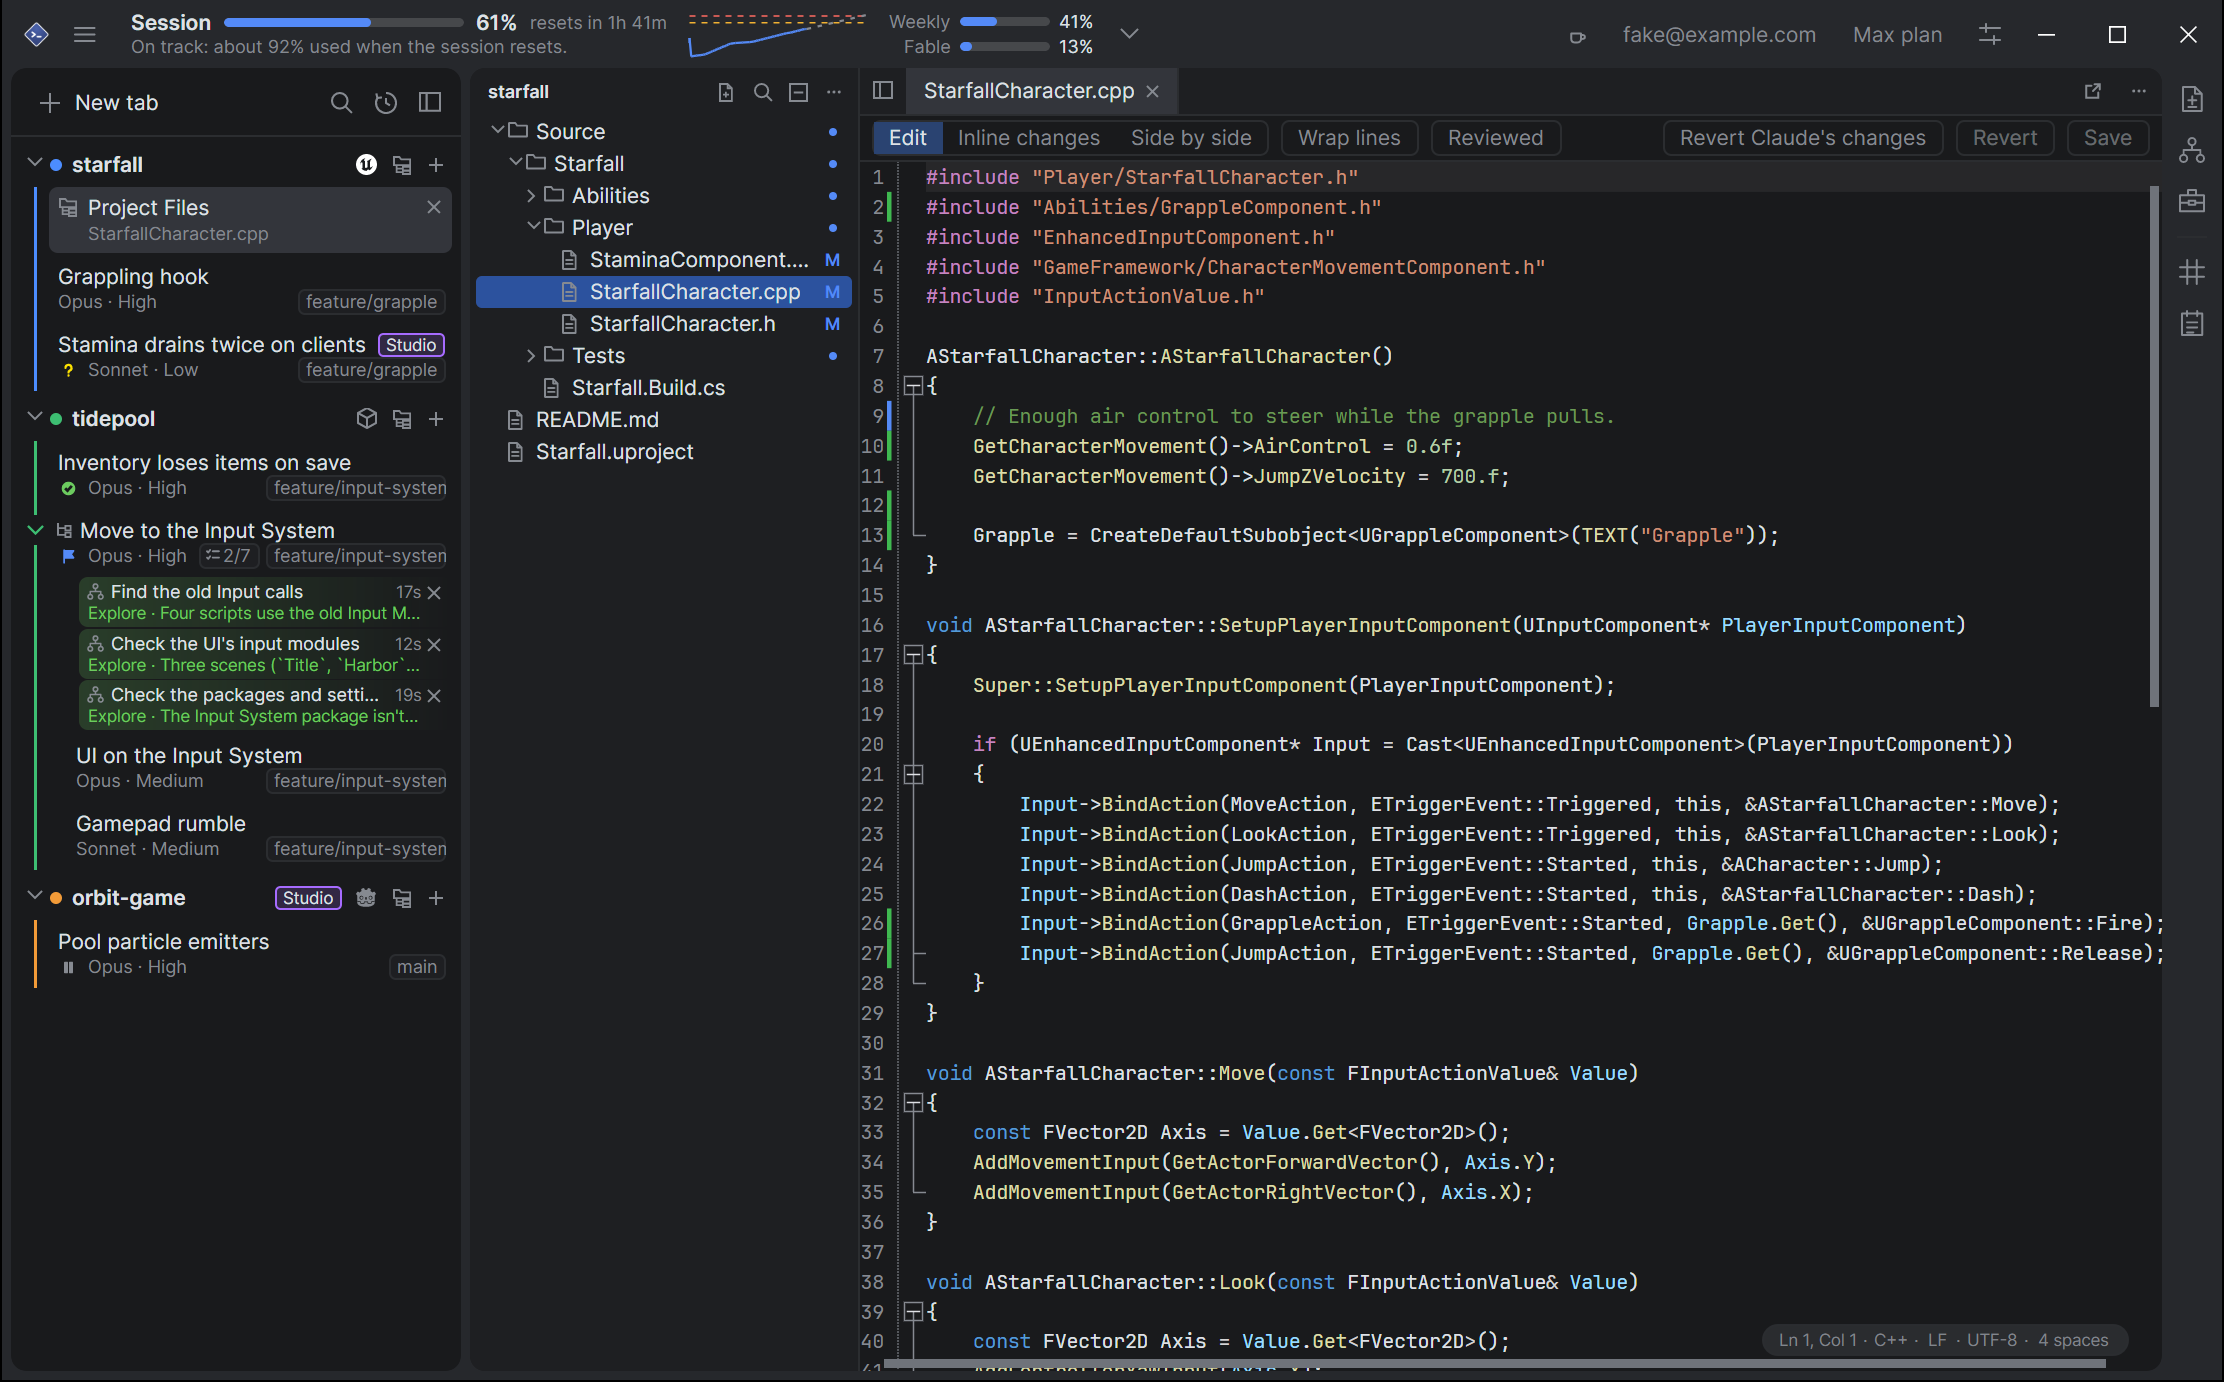 Session 61% resets in 1h 41m
On track: about 92% used when the session resets.
Weekly 41%
Fable 13%
fake@example.com Max plan
New tab
starfall
Project Files
StarfallCharacter.cpp
Grappling hook
Opus · High feature/grapple
Stamina drains twice on clients Studio
? Sonnet · Low feature/grapple
tidepool
Inventory loses items on save
Opus · High feature/input-system
Move to the Input System
Opus · High 2/7 feature/input-system
Find the old Input calls 17s
Explore · Four scripts use the old Input M...
Check the UI's input modules 12s
Explore · Three scenes (`Title`, `Harbor`...
Check the packages and setti... 19s
Explore · The Input System package isn't...
UI on the Input System
Opus · Medium feature/input-system
Gamepad rumble
Sonnet · Medium feature/input-system
orbit-game Studio
Pool particle emitters
Opus · High main
starfall
Source
Starfall
Abilities
Player
StaminaComponent.... M
StarfallCharacter.cpp M
StarfallCharacter.h M
Tests
Starfall.Build.cs
README.md
Starfall.uproject
StarfallCharacter.cpp
Edit Inline changes Side by side Wrap lines Reviewed Revert Claude's changes Revert Save
1 #include "Player/StarfallCharacter.h"
2 #include "Abilities/GrappleComponent.h"
3 #include "EnhancedInputComponent.h"
4 #include "GameFramework/CharacterMovementComponent.h"
5 #include "InputActionValue.h"
6
7 AStarfallCharacter::AStarfallCharacter()
8 {
9 // Enough air control to steer while the grapple pulls.
10 GetCharacterMovement()->AirControl = 0.6f;
11 GetCharacterMovement()->JumpZVelocity = 700.f;
12
13 Grapple = CreateDefaultSubobject<UGrappleComponent>(TEXT("Grapple"));
14 }
15
16 void AStarfallCharacter::SetupPlayerInputComponent(UInputComponent* PlayerInputComponent)
17 {
18 Super::SetupPlayerInputComponent(PlayerInputComponent);
19
20 if (UEnhancedInputComponent* Input = Cast<UEnhancedInputComponent>(PlayerInputComponent))
21 {
22 Input->BindAction(MoveAction, ETriggerEvent::Triggered, this, &AStarfallCharacter::Move);
23 Input->BindAction(LookAction, ETriggerEvent::Triggered, this, &AStarfallCharacter::Look);
24 Input->BindAction(JumpAction, ETriggerEvent::Started, this, &ACharacter::Jump);
25 Input->BindAction(DashAction, ETriggerEvent::Started, this, &AStarfallCharacter::Dash);
26 Input->BindAction(GrappleAction, ETriggerEvent::Started, Grapple.Get(), &UGrappleComponent::Fire);
27 Input->BindAction(JumpAction, ETriggerEvent::Started, Grapple.Get(), &UGrappleComponent::Release);
28 }
29 }
30
31 void AStarfallCharacter::Move(const FInputActionValue& Value)
32 {
33 const FVector2D Axis = Value.Get<FVector2D>();
34 AddMovementInput(GetActorForwardVector(), Axis.Y);
35 AddMovementInput(GetActorRightVector(), Axis.X);
36 }
37
38 void AStarfallCharacter::Look(const FInputActionValue& Value)
39 {
40 const FVector2D Axis = Value.Get<FVector2D>();
Ln 1, Col 1 · C++ · LF · UTF-8 · 4 spaces